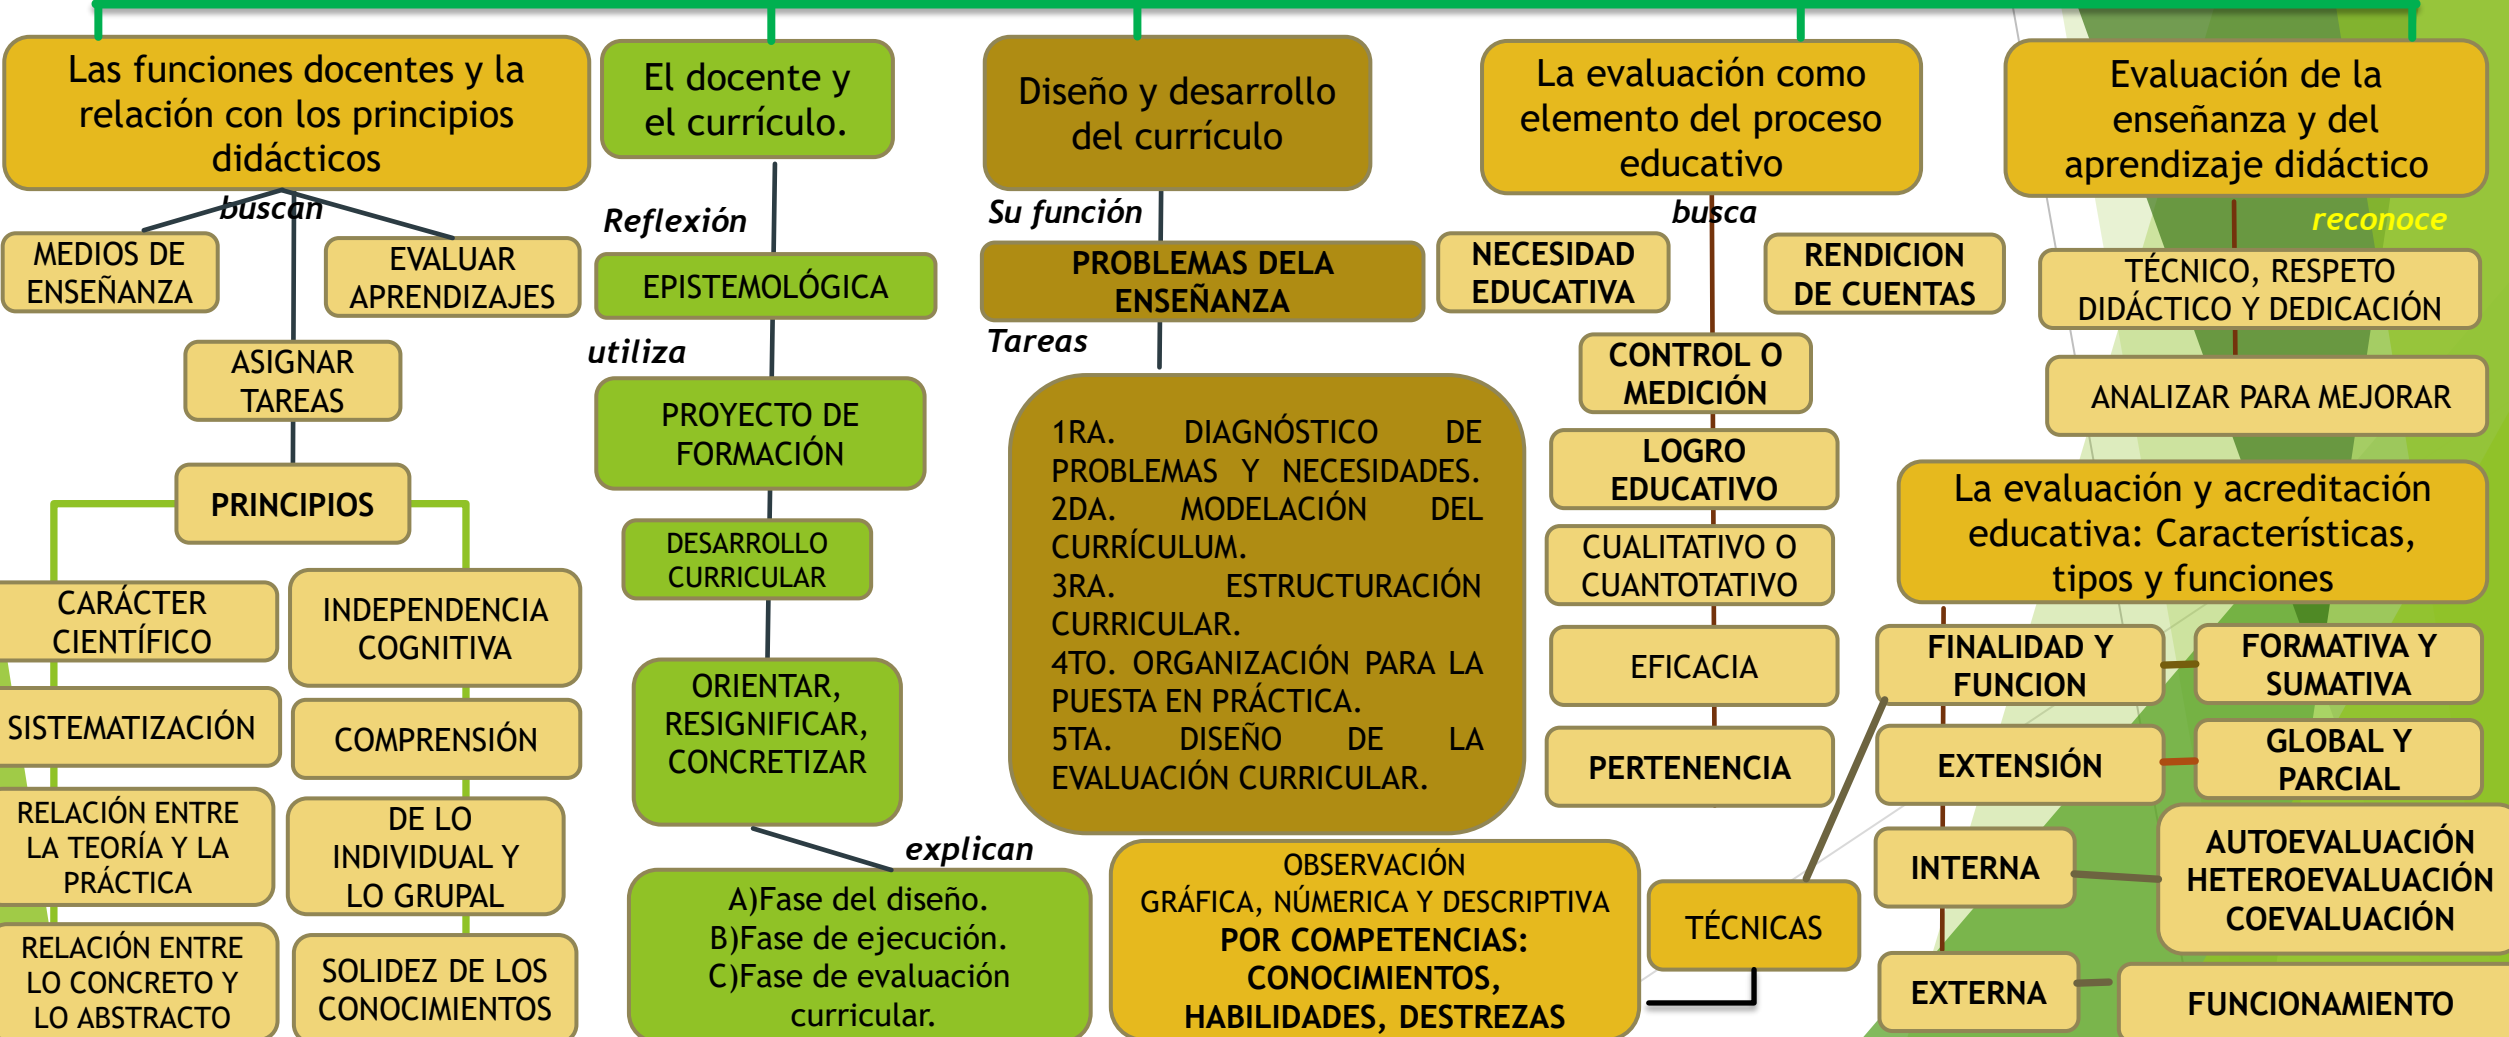 Las funciones docentes y la
relación con los principios
didácticos
buscan
MEDIOS DE
ENSEÑANZA
EVALUAR
APRENDIZAJES
ASIGNAR
TAREAS
PRINCIPIOS
CARÁCTER
CIENTÍFICO
INDEPENDENCIA
COGNITIVA
SISTEMATIZACIÓN
COMPRENSIÓN
RELACIÓN ENTRE
LA TEORÍA Y LA
PRÁCTICA
DE LO
INDIVIDUAL Y
LO GRUPAL
RELACIÓN ENTRE
LO CONCRETO Y
LO ABSTRACTO
SOLIDEZ DE LOS
CONOCIMIENTOS
El docente y
el currículo.
Reflexión
EPISTEMOLÓGICA
utiliza
PROYECTO DE
FORMACIÓN
DESARROLLO
CURRICULAR
ORIENTAR,
RESIGNIFICAR,
CONCRETIZAR
explican
A)Fase del diseño.
B)Fase de ejecución.
C)Fase de evaluación
curricular.
Diseño y desarrollo
del currículo
Su función
PROBLEMAS DELA
ENSEÑANZA
Tareas
1RA. DIAGNÓSTICO DE
PROBLEMAS Y NECESIDADES.
2DA. MODELACIÓN DEL
CURRÍCULUM.
3RA. ESTRUCTURACIÓN
CURRICULAR.
4TO. ORGANIZACIÓN PARA LA
PUESTA EN PRÁCTICA.
5TA. DISEÑO DE LA
EVALUACIÓN CURRICULAR.
La evaluación como
elemento del proceso
educativo
busca
NECESIDAD
EDUCATIVA
RENDICION
DE CUENTAS
CONTROL O
MEDICIÓN
LOGRO
EDUCATIVO
CUALITATIVO O
CUANTOTATIVO
EFICACIA
PERTENENCIA
Evaluación de la
enseñanza y del
aprendizaje didáctico
reconoce
TÉCNICO, RESPETO
DIDÁCTICO Y DEDICACIÓN
ANALIZAR PARA MEJORAR
La evaluación y acreditación
educativa: Características,
tipos y funciones
FINALIDAD Y
FUNCION
FORMATIVA Y
SUMATIVA
EXTENSIÓN
GLOBAL Y
PARCIAL
INTERNA
AUTOEVALUACIÓN
HETEROEVALUACIÓN
COEVALUACIÓN
EXTERNA
FUNCIONAMIENTO
TÉCNICAS
OBSERVACIÓN
GRÁFICA, NÚMERICA Y DESCRIPTIVA
POR COMPETENCIAS:
CONOCIMIENTOS,
HABILIDADES, DESTREZAS